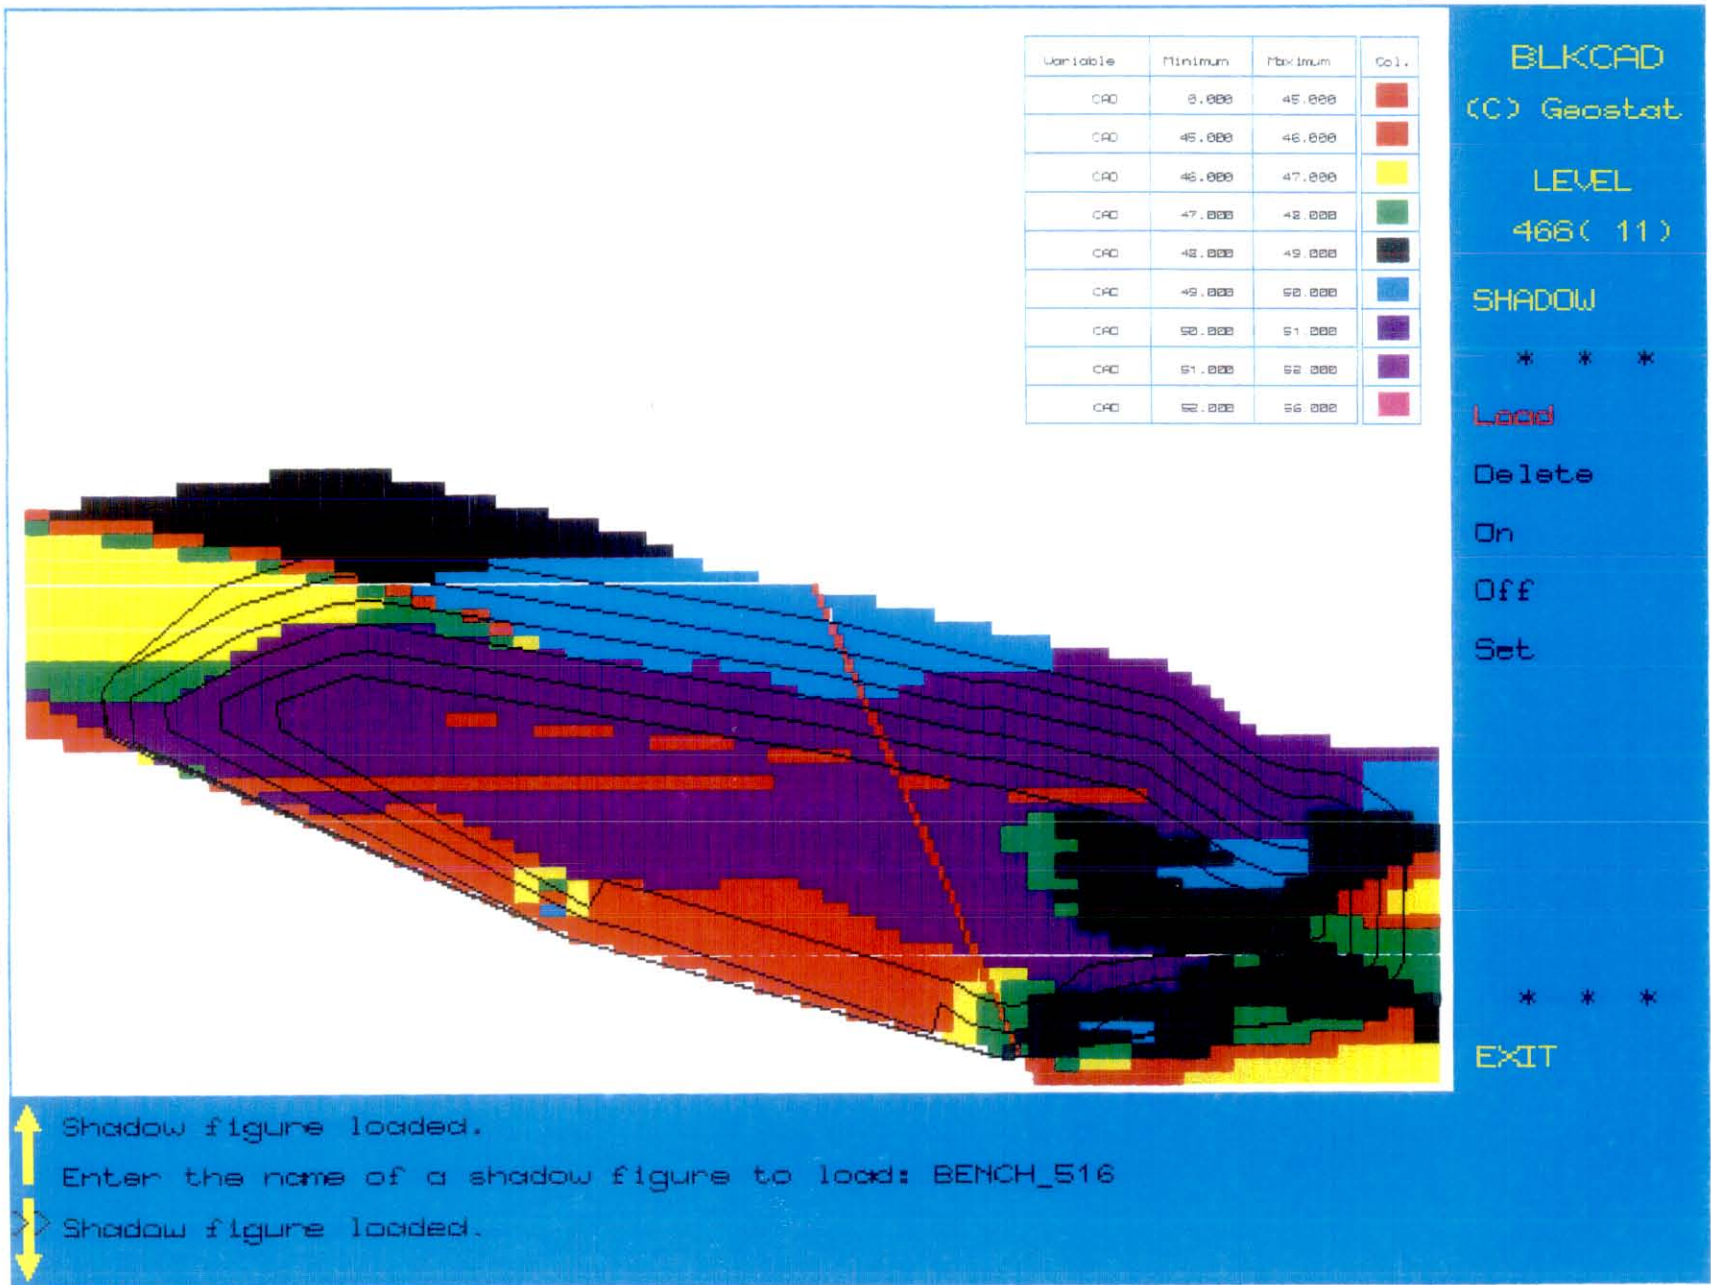 Variable Minimum Maximum Col.
CAO 0.000 45.000
CAO 45.000 46.000
CAO 46.000 47.000
CAO 47.000 48.000
CAO 48.000 49.000
CAO 49.000 50.000
CAO 50.000 51.000
CAO 51.000 52.000
CAO 52.000 56.000
BLKCAD
(C) Geostat
LEVEL
466( 11)
SHADOW
* * *
Load
Delete
On
Off
Set
* * *
EXIT
Shadow figure loaded.
Enter the name of a shadow figure to load: BENCH_516
>> Shadow figure loaded.